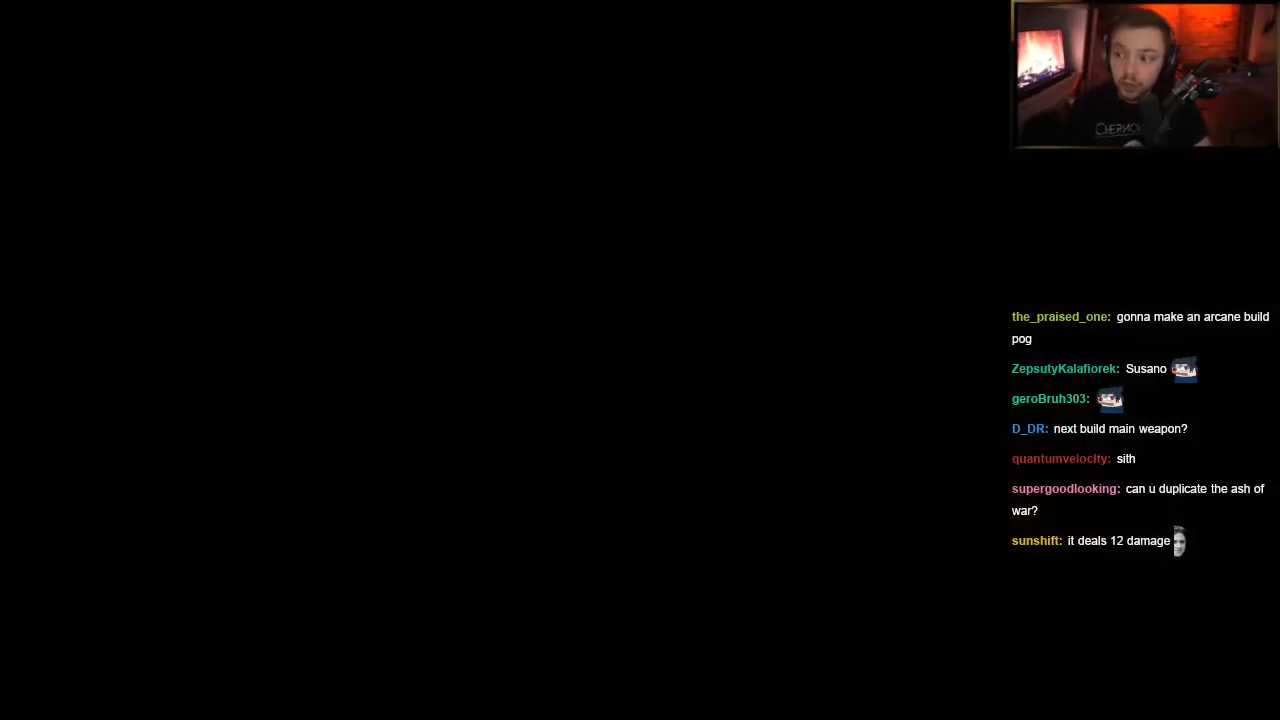 the_praised_one: gonna make an arcane build
pog
ZepsutyKalafiorek: Susano
geroBruh303:
D_DR: next build main weapon?
quantumvelocity: sith
supergoodlooking: can u duplicate the ash of
war?
sunshift: it deals 12 damage